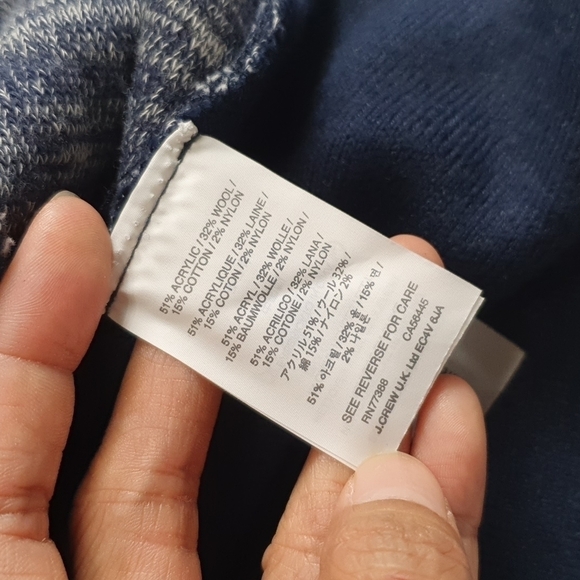 51% ACRYLIC / 32% WOOL /
15% COTTON / 2% NYLON
51% ACRYLIQUE / 32% LAINE /
15% COTON / 2% NYLON
51% ACRYL / 32% WOLLE /
15% BAUMWOLLE / 2% NYLON /
51% ACRILICO / 32% LANA /
15% COTONE / 2% NYLON
アクリル 51% / ウール 32% /
綿 15% / ナイロン 2%
51% 아크릴 / 32% 울 / 15% 면 /
2% 나일론
SEE REVERSE FOR CARE
RN77388 CA56445
J.CREW U.K. Ltd EC4V 6JA